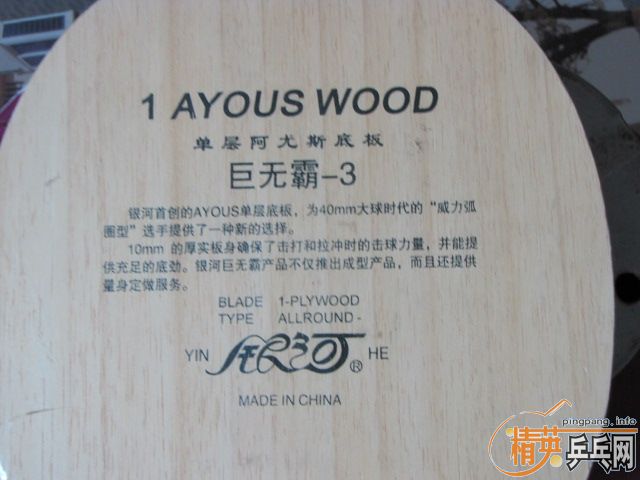 1 AYOUS WOOD
单层阿尤斯底板
巨无霸-3
银河首创的AYOUS单层底板，为40mm大球时代的“威力弧
圈型”选手提供了一种新的选择。
10mm 的厚实板身确保了击打和拉冲时的击球力量，并能提
供充足的底劲。银河巨无霸产品不仅推出成型产品，而且还提供
量身定做服务。
BLADE 1-PLYWOOD
TYPE ALLROUND-
YIN 银河® HE
MADE IN CHINA
pingpang.info
精英乒乓网